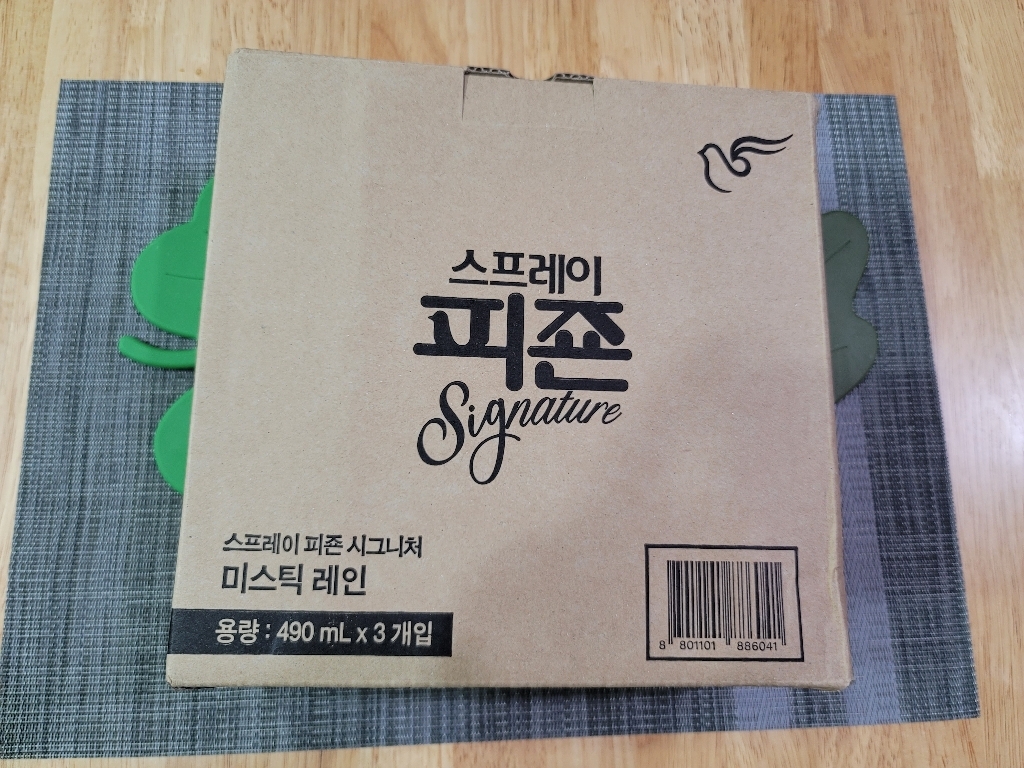 스프레이
피죤
Signature
스프레이 피죤 시그니처
미스틱 레인
용량 : 490 mL x 3 개입
8 801101 886041